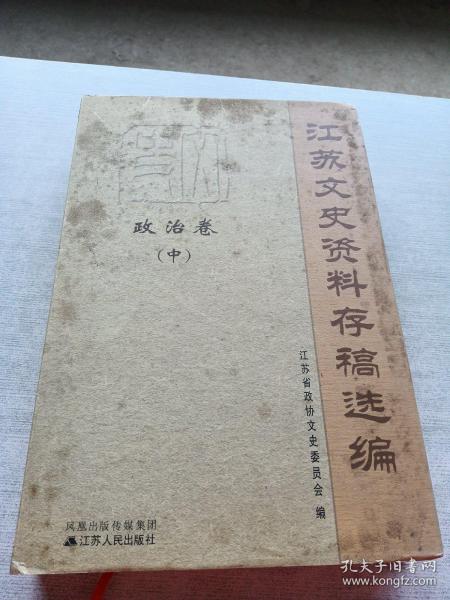 江苏文史资料存稿选编
政治卷
（中）
江苏省政协文史委员会 编
凤凰出版传媒集团
江苏人民出版社
孔夫子旧书网
www.kongfz.com